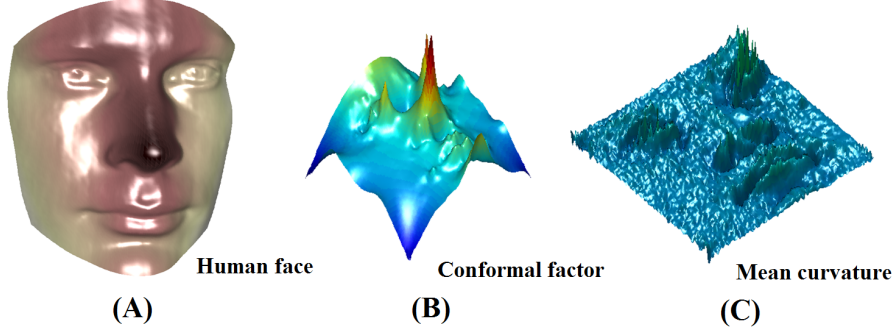 Human face
Conformal factor
Mean curvature
(A)
(B)
(C)